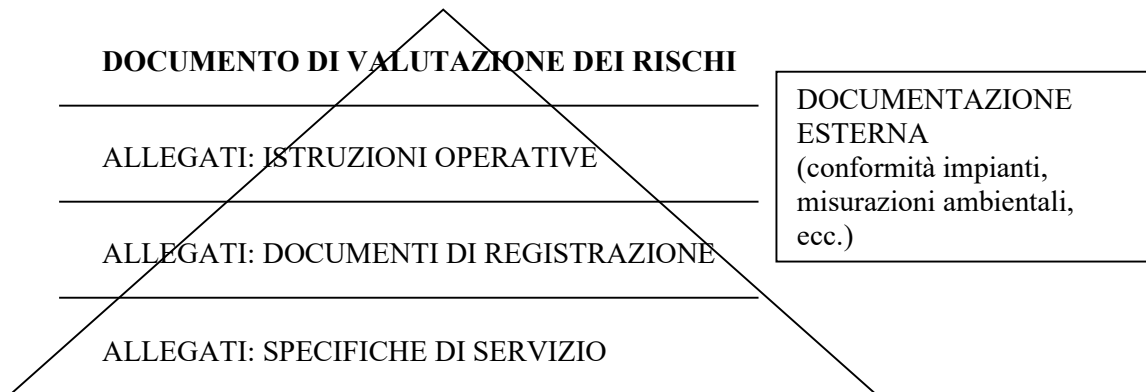 DOCUMENTO DI VALUTAZIONE DEI RISCHI
ALLEGATI: ISTRUZIONI OPERATIVE
ALLEGATI: DOCUMENTI DI REGISTRAZIONE
ALLEGATI: SPECIFICHE DI SERVIZIO
DOCUMENTAZIONE
ESTERNA
(conformità impianti,
misurazioni ambientali,
ecc.)